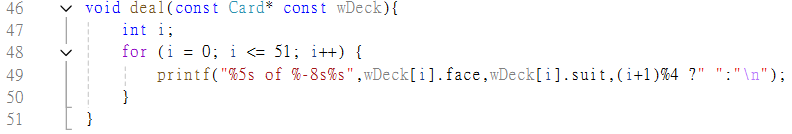 46 void deal(const Card* const wDeck){
47 int i;
48 for (i = 0; i <= 51; i++) {
49 printf("%5s of %-8s%s",wDeck[i].face,wDeck[i].suit,(i+1)%4 ?" ":"\n");
50 }
51 }